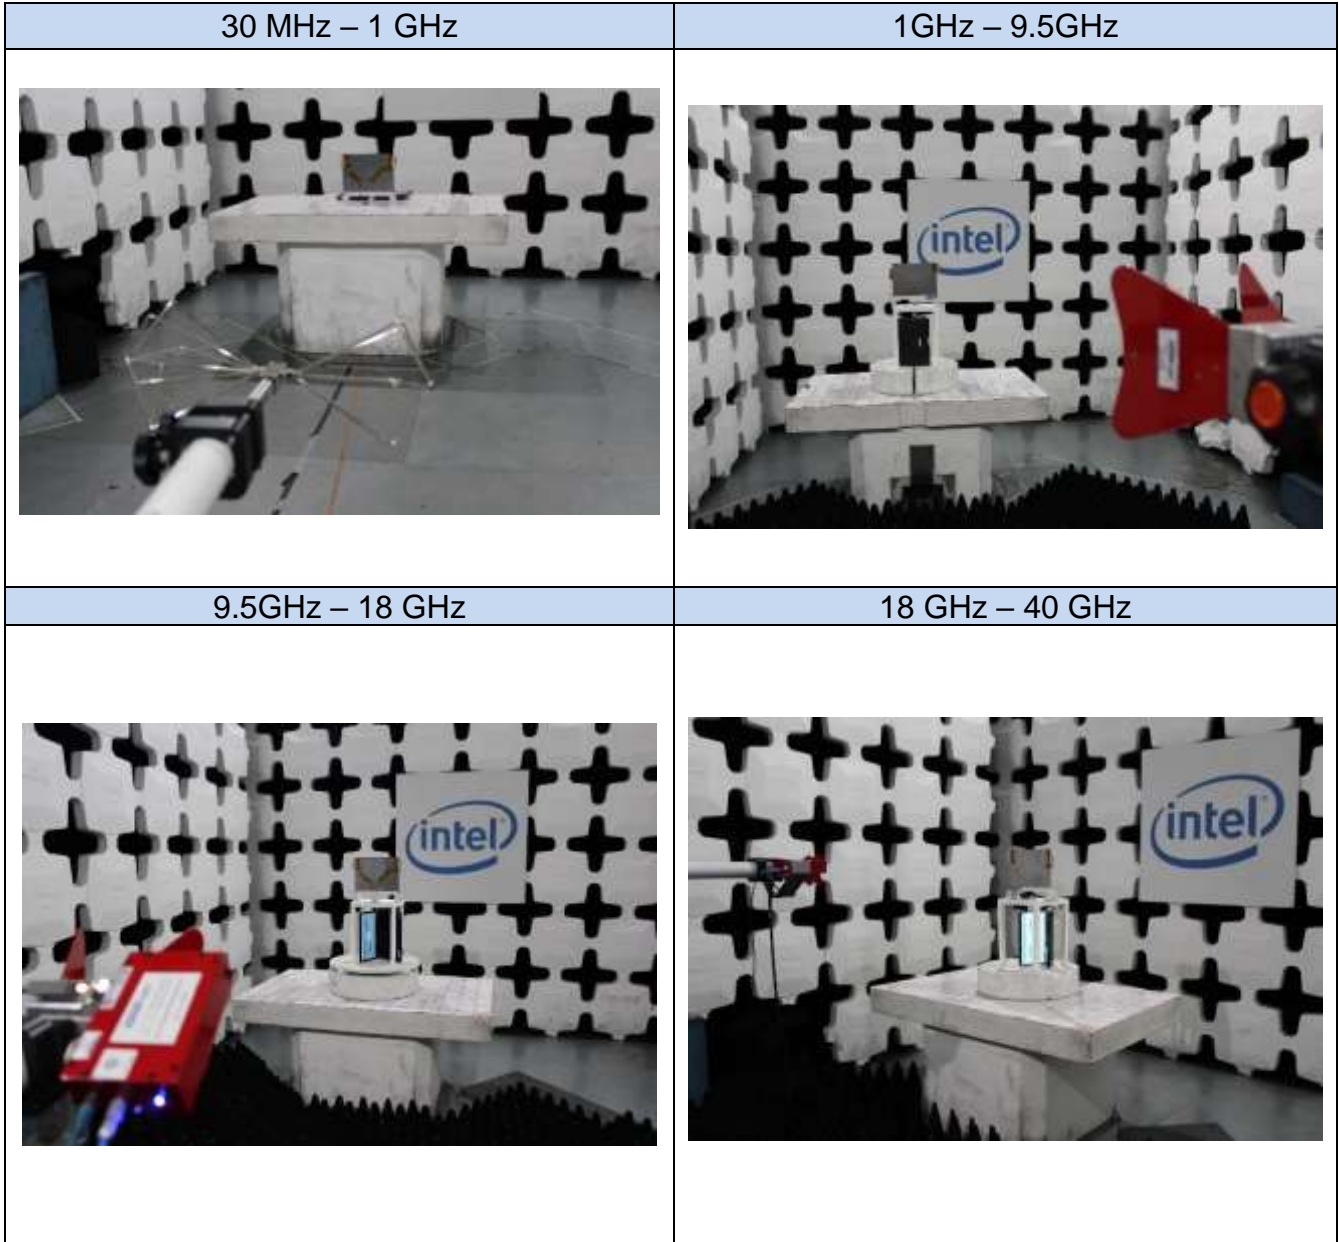 30 MHz – 1 GHz
1GHz – 9.5GHz
intel
9.5GHz – 18 GHz
18 GHz – 40 GHz
intel
intel